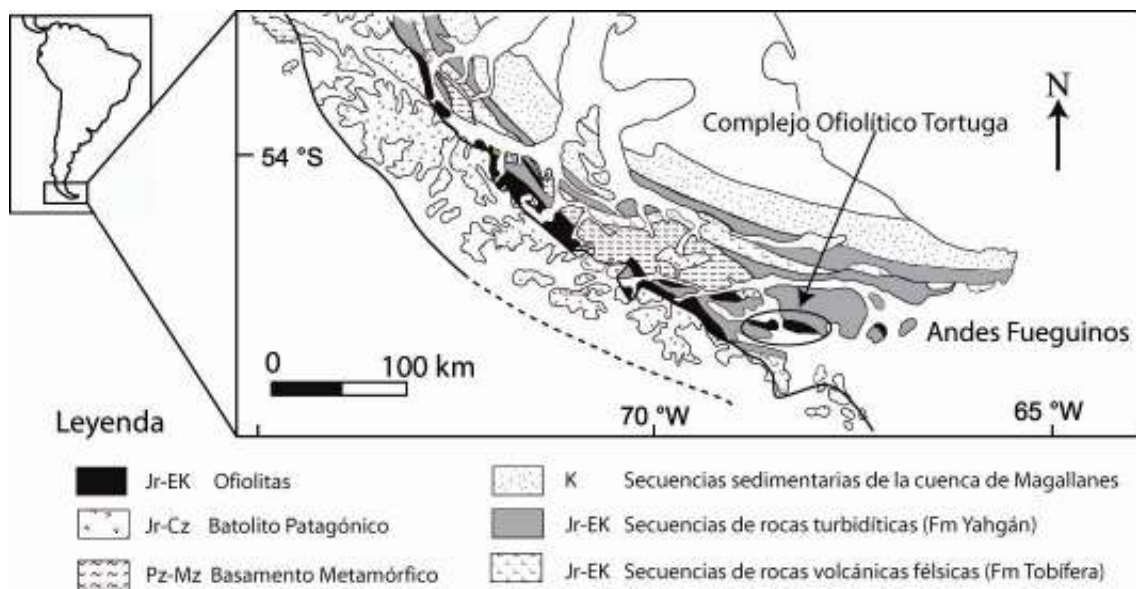 N
Complejo Ofiolítico Tortuga
54 °S
Andes Fueguinos
0 100 km
70 °W
65 °W
Leyenda
Jr-EK Ofiolitas
Jr-Cz Batolito Patagónico
Pz-Mz Basamento Metamórfico
K Secuencias sedimentarias de la cuenca de Magallanes
Jr-EK Secuencias de rocas turbidíticas (Fm Yahgán)
Jr-EK Secuencias de rocas volcánicas félsicas (Fm Tobífera)